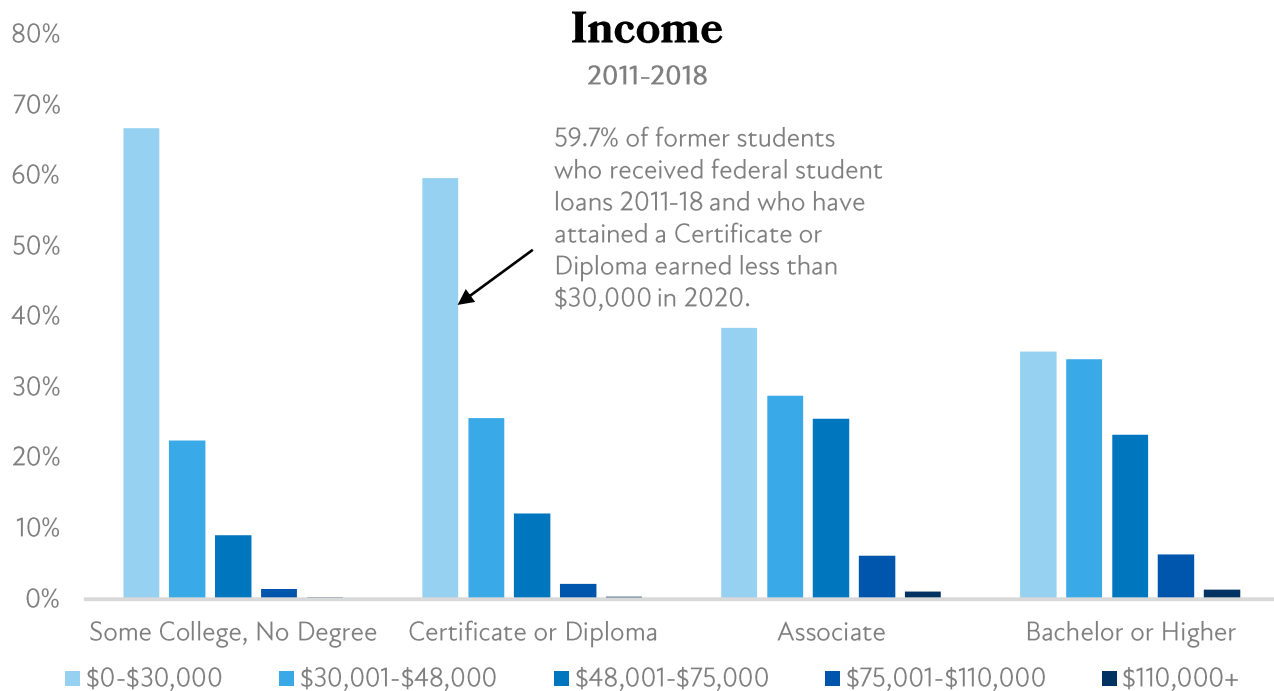 Income
2011-2018
80%
70%
60%
50%
40%
30%
20%
10%
0%
59.7% of former students
who received federal student
loans 2011-18 and who have
attained a Certificate or
Diploma earned less than
$30,000 in 2020.
Some College, No Degree
Certificate or Diploma
Associate
Bachelor or Higher
$0-$30,000
$30,001-$48,000
$48,001-$75,000
$75,001-$110,000
$110,000+